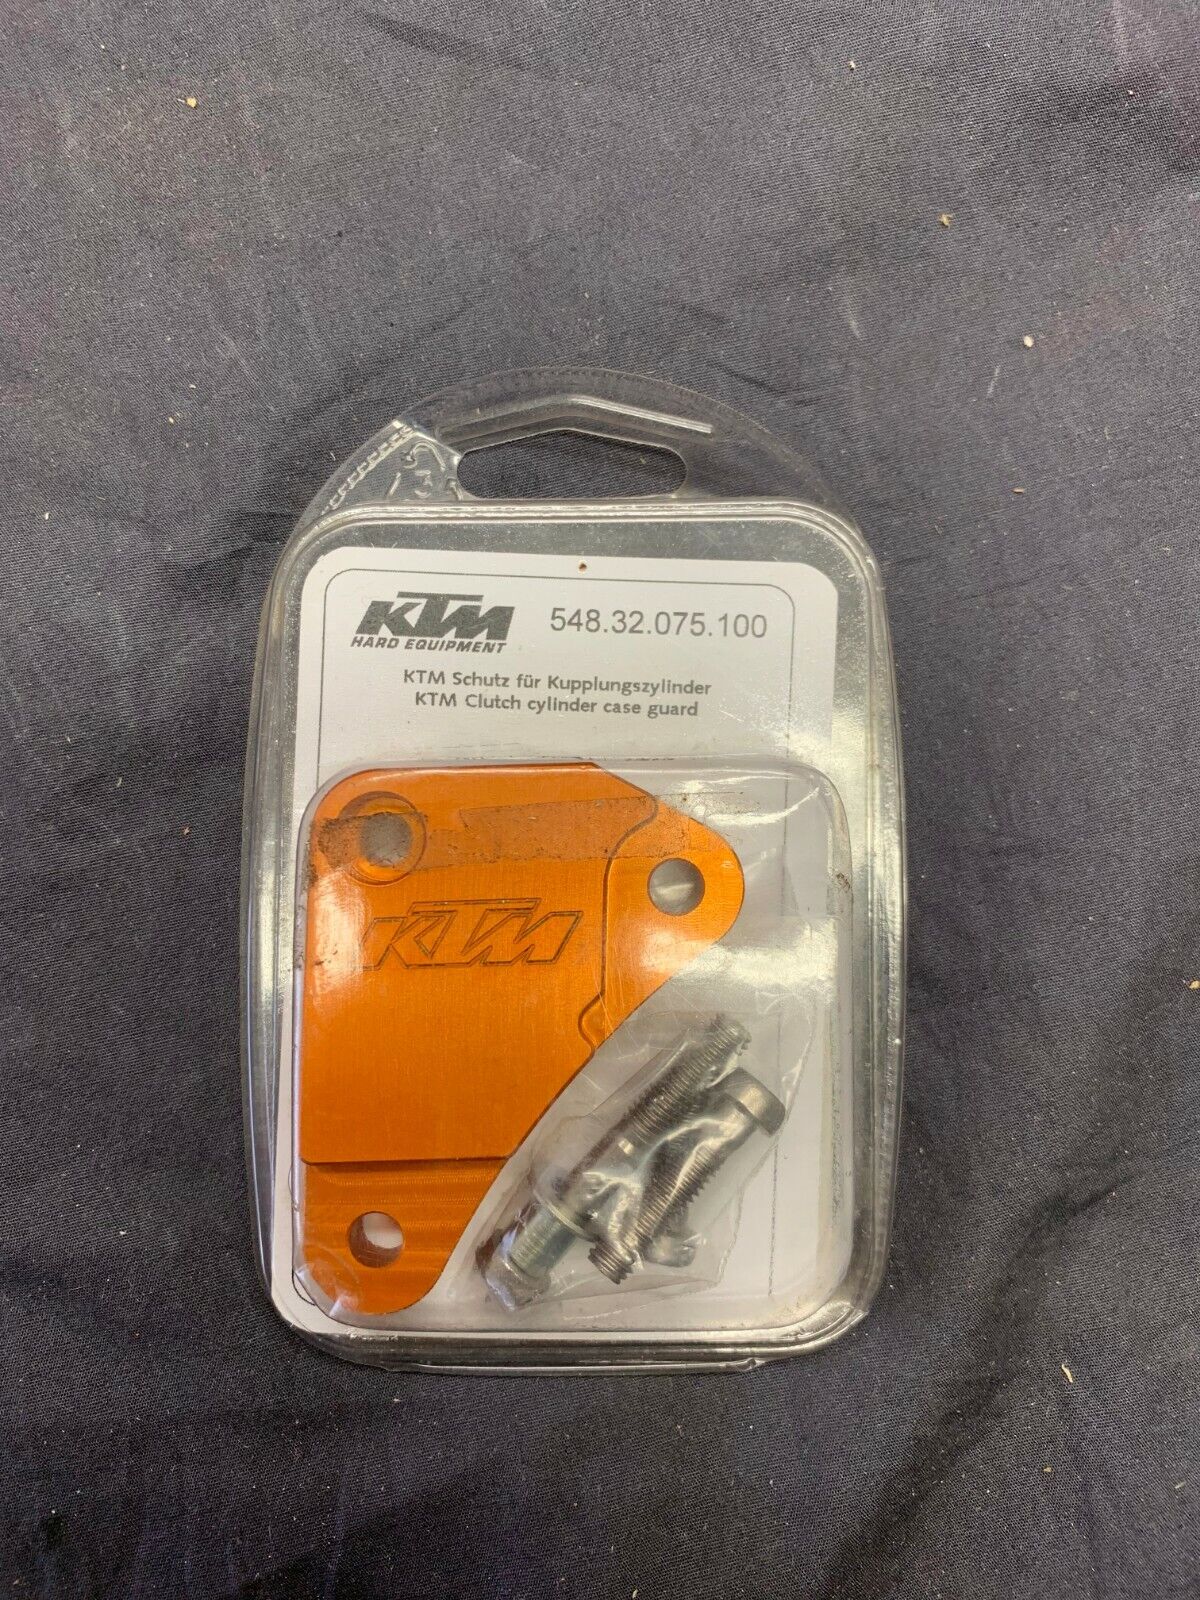 KTM 548.32.075.100
HARD EQUIPMENT
KTM Schutz für Kupplungszylinder
KTM Clutch cylinder case guard
KTM